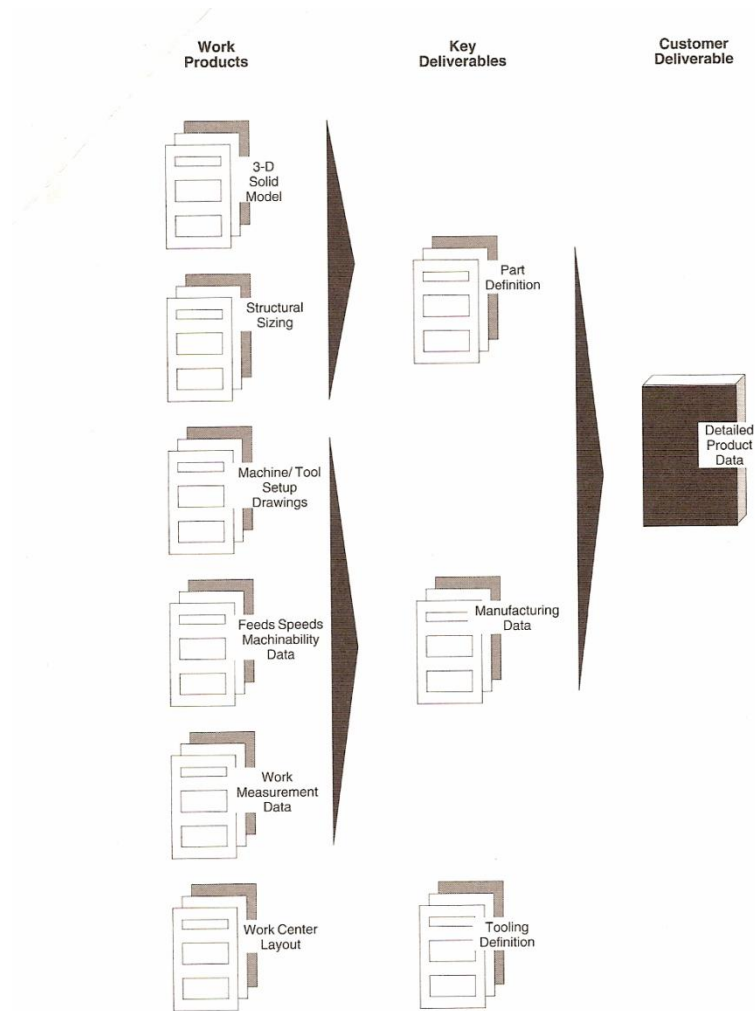 Work
Products
Key
Deliverables
Customer
Deliverable
3-D
Solid
Model
Structural
Sizing
Machine/ Tool
Setup
Drawings
Feeds Speeds
Machinability
Data
Work
Measurement
Data
Work Center
Layout
Part
Definition
Manufacturing
Data
Tooling
Definition
Detailed
Product
Data